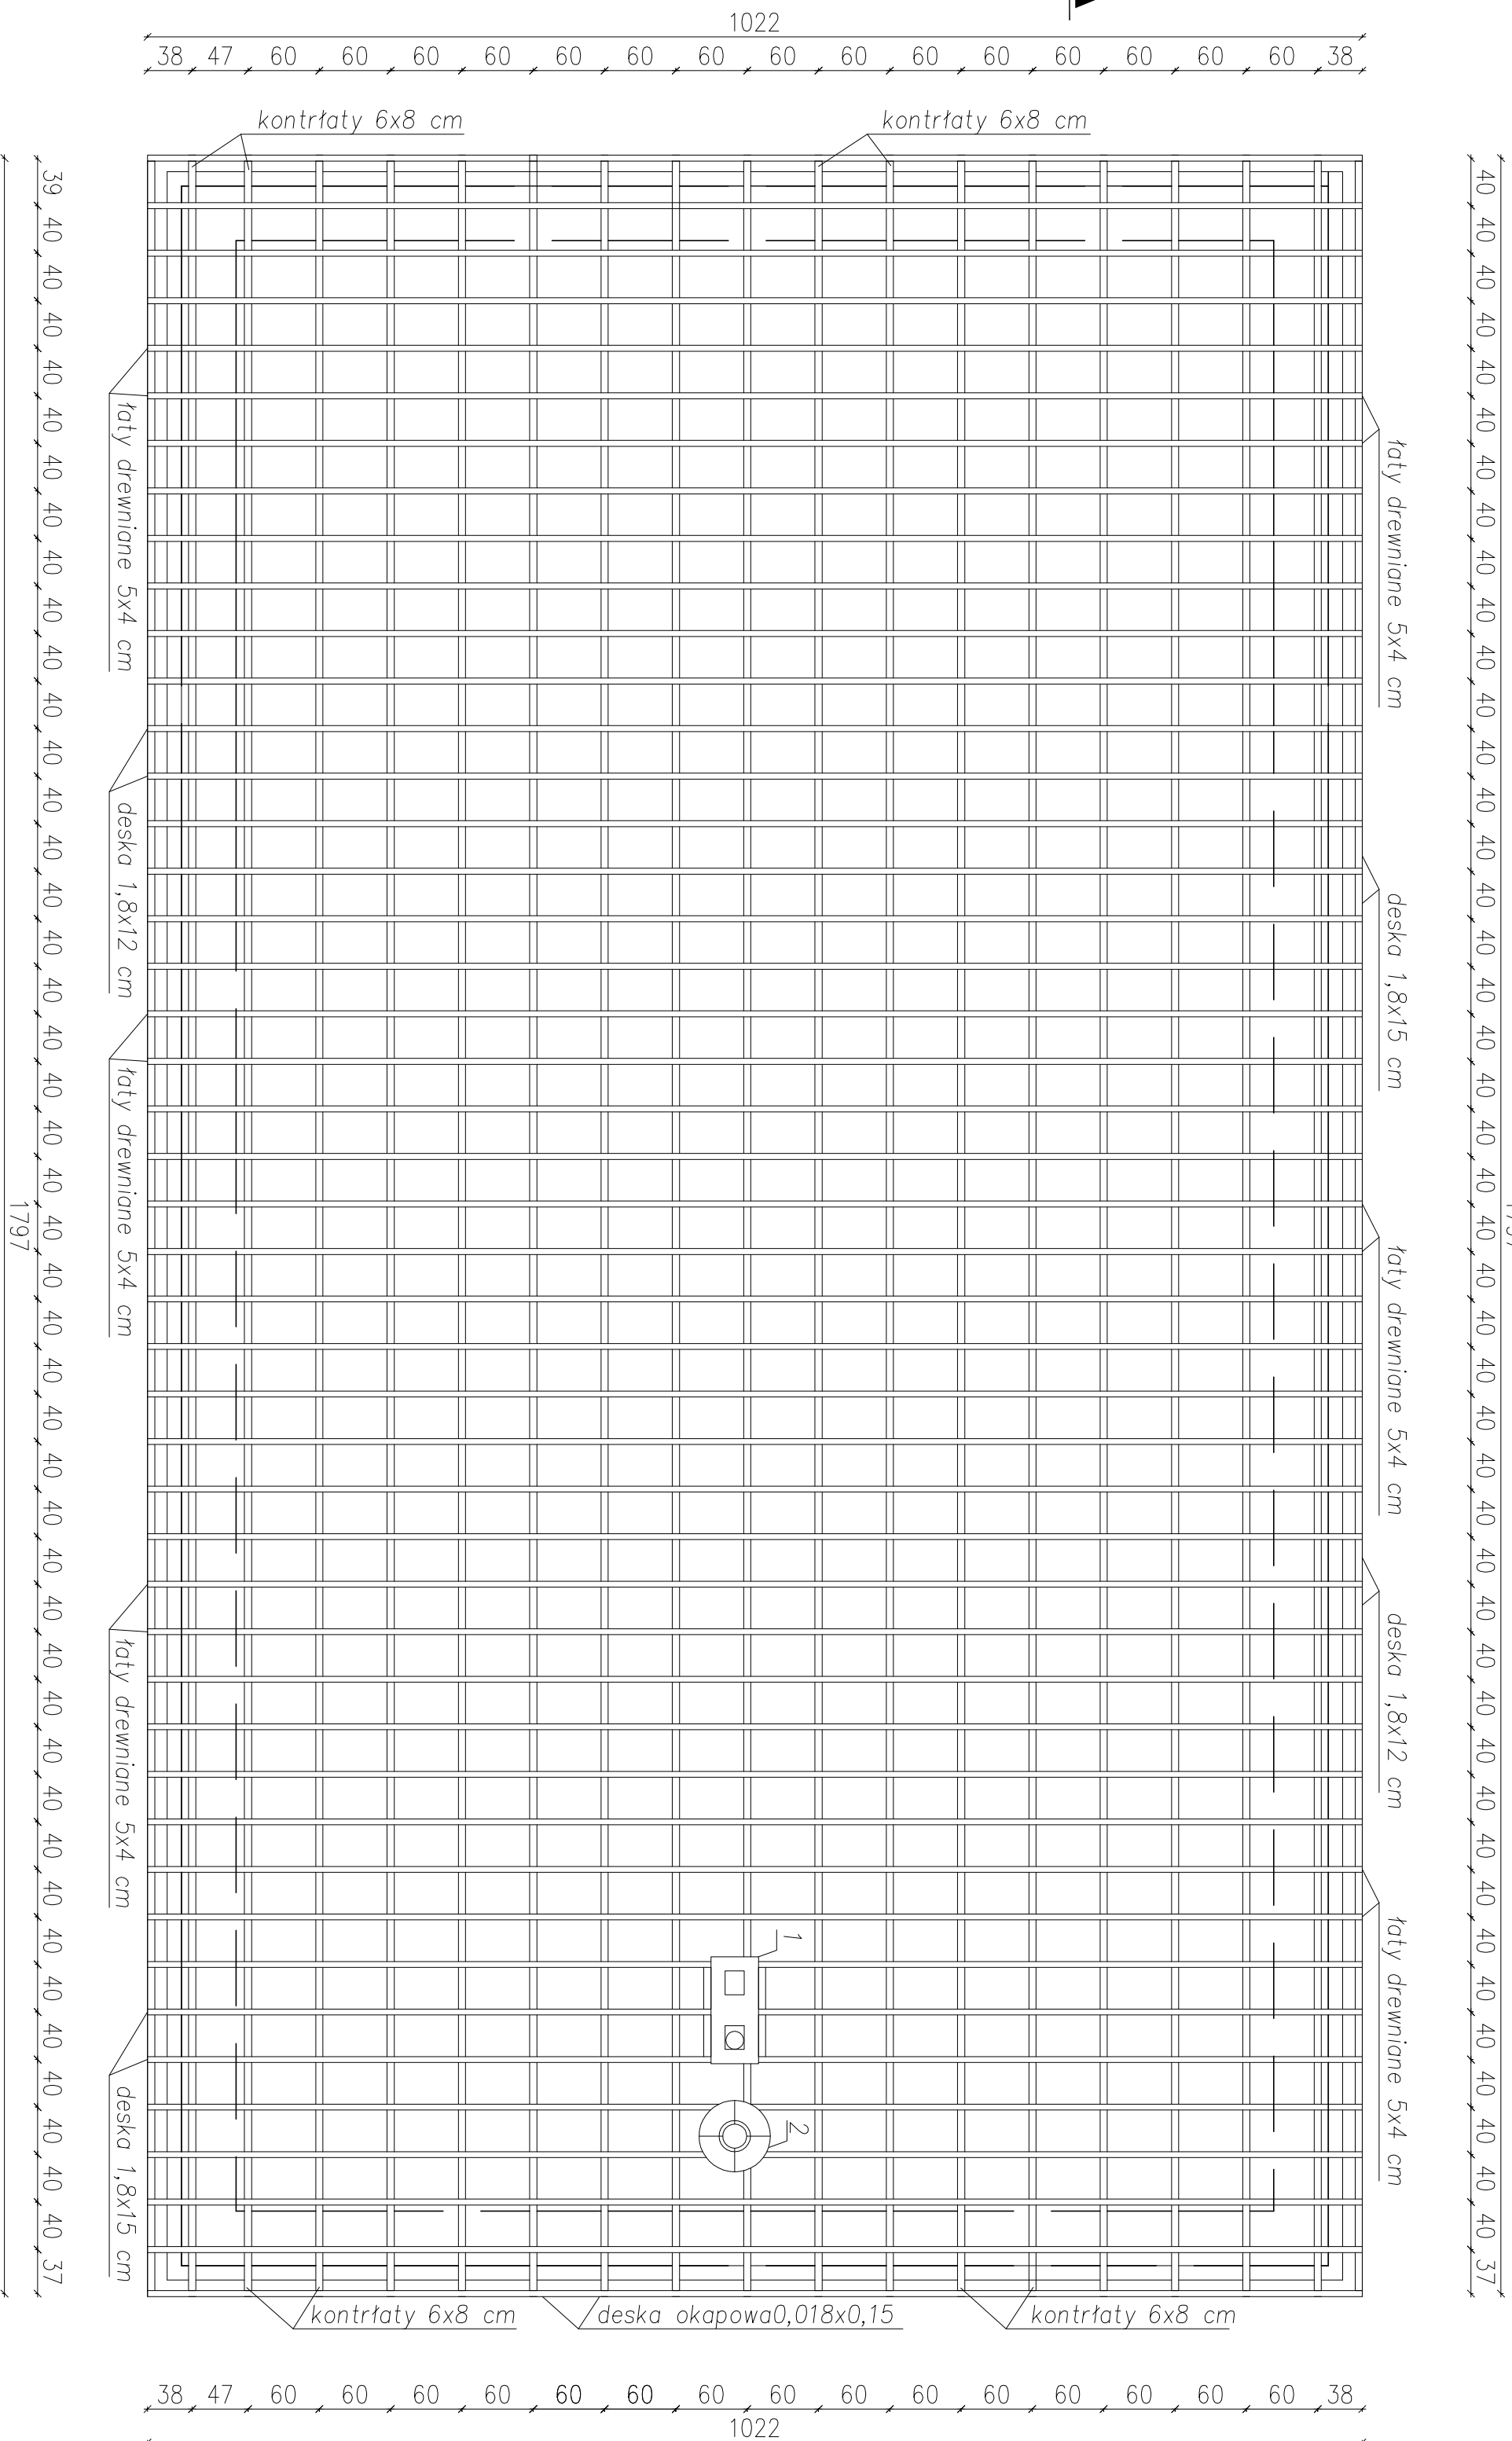 1022
38 47 60 60 60 60 60 60 60 60 60 60 60 60 60 60 60 38
kontrłaty 6x8 cm
kontrłaty 6x8 cm
39 40 40 40 40 40 40 40 40 40 40 40 40 40 40 40 40 40 40 40 40 40 40 40 40 40 40 40 40 40 40 40 40 40 40 40 40 40 40 40 40 40 40 40 37
1797
łaty drewniane 5x4 cm
deska 1,8x12 cm
łaty drewniane 5x4 cm
łaty drewniane 5x4 cm
deska 1,8x15 cm
1
2
łaty drewniane 5x4 cm
deska 1,8x15 cm
łaty drewniane 5x4 cm
deska 1,8x12 cm
łaty drewniane 5x4 cm
40 40 40 40 40 40 40 40 40 40 40 40 40 40 40 40 40 40 40 40 40 40 40 40 40 40 40 40 40 40 40 40 40 40 40 40 40 40 40 40 40 40 40 40 37
kontrłaty 6x8 cm
deska okapowa0,018x0,15
kontrłaty 6x8 cm
38 47 60 60 60 60 60 60 60 60 60 60 60 60 60 60 60 38
1022